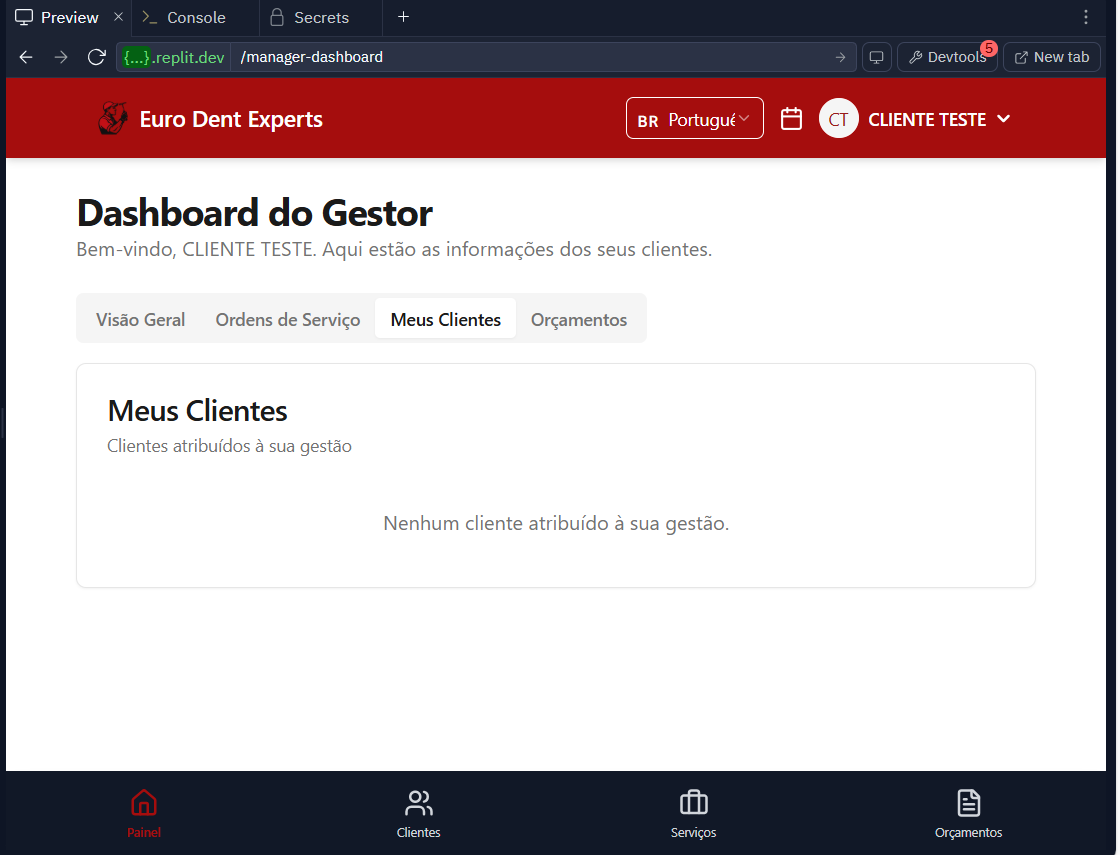 Preview
Console
Secrets
{...}.replit.dev /manager-dashboard
Devtools 5
New tab
Euro Dent Experts
BR Portuguê
CT CLIENTE TESTE
Dashboard do Gestor
Bem-vindo, CLIENTE TESTE. Aqui estão as informações dos seus clientes.
Visão Geral Ordens de Serviço Meus Clientes Orçamentos
Meus Clientes
Clientes atribuídos à sua gestão
Nenhum cliente atribuído à sua gestão.
Painel Clientes Serviços Orçamentos